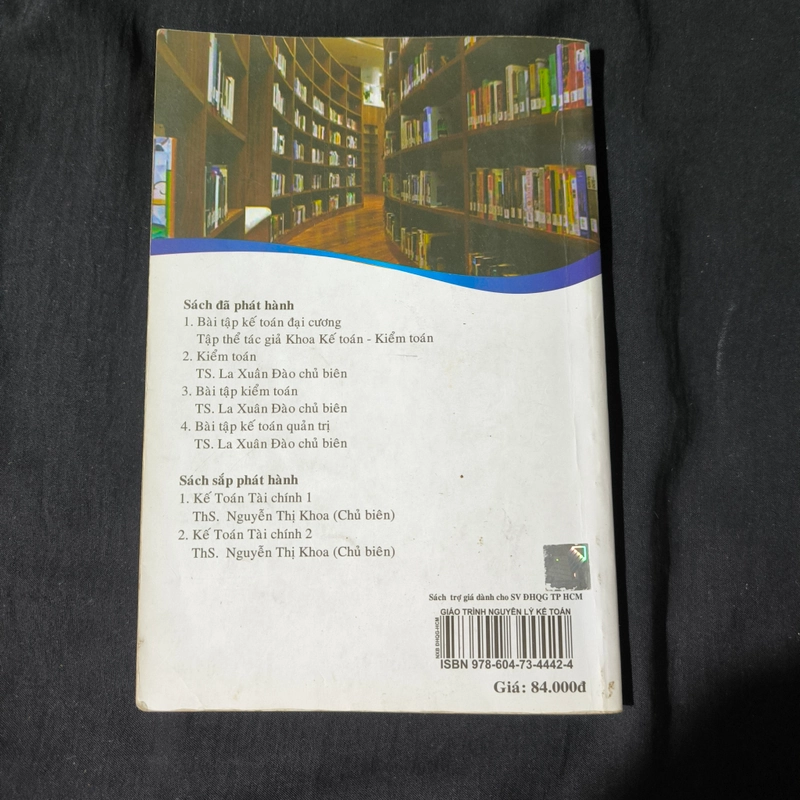 Sách đã phát hành
1. Bài tập kế toán đại cương
Tập thể tác giả Khoa Kế toán - Kiểm toán
2. Kiểm toán
TS. La Xuân Đào chủ biên
3. Bài tập kiểm toán
TS. La Xuân Đào chủ biên
4. Bài tập kế toán quản trị
TS. La Xuân Đào chủ biên
Sách sắp phát hành
1. Kế Toán Tài chính 1
ThS. Nguyễn Thị Khoa (Chủ biên)
2. Kế Toán Tài chính 2
ThS. Nguyễn Thị Khoa (Chủ biên)
Sách trợ giá dành cho SV ĐHQG TP HCM
GIÁO TRÌNH NGUYÊN LÝ KẾ TOÁN
NXB ĐHQG-HCM
ISBN 978-604-73-4442-4
Giá: 84.000đ